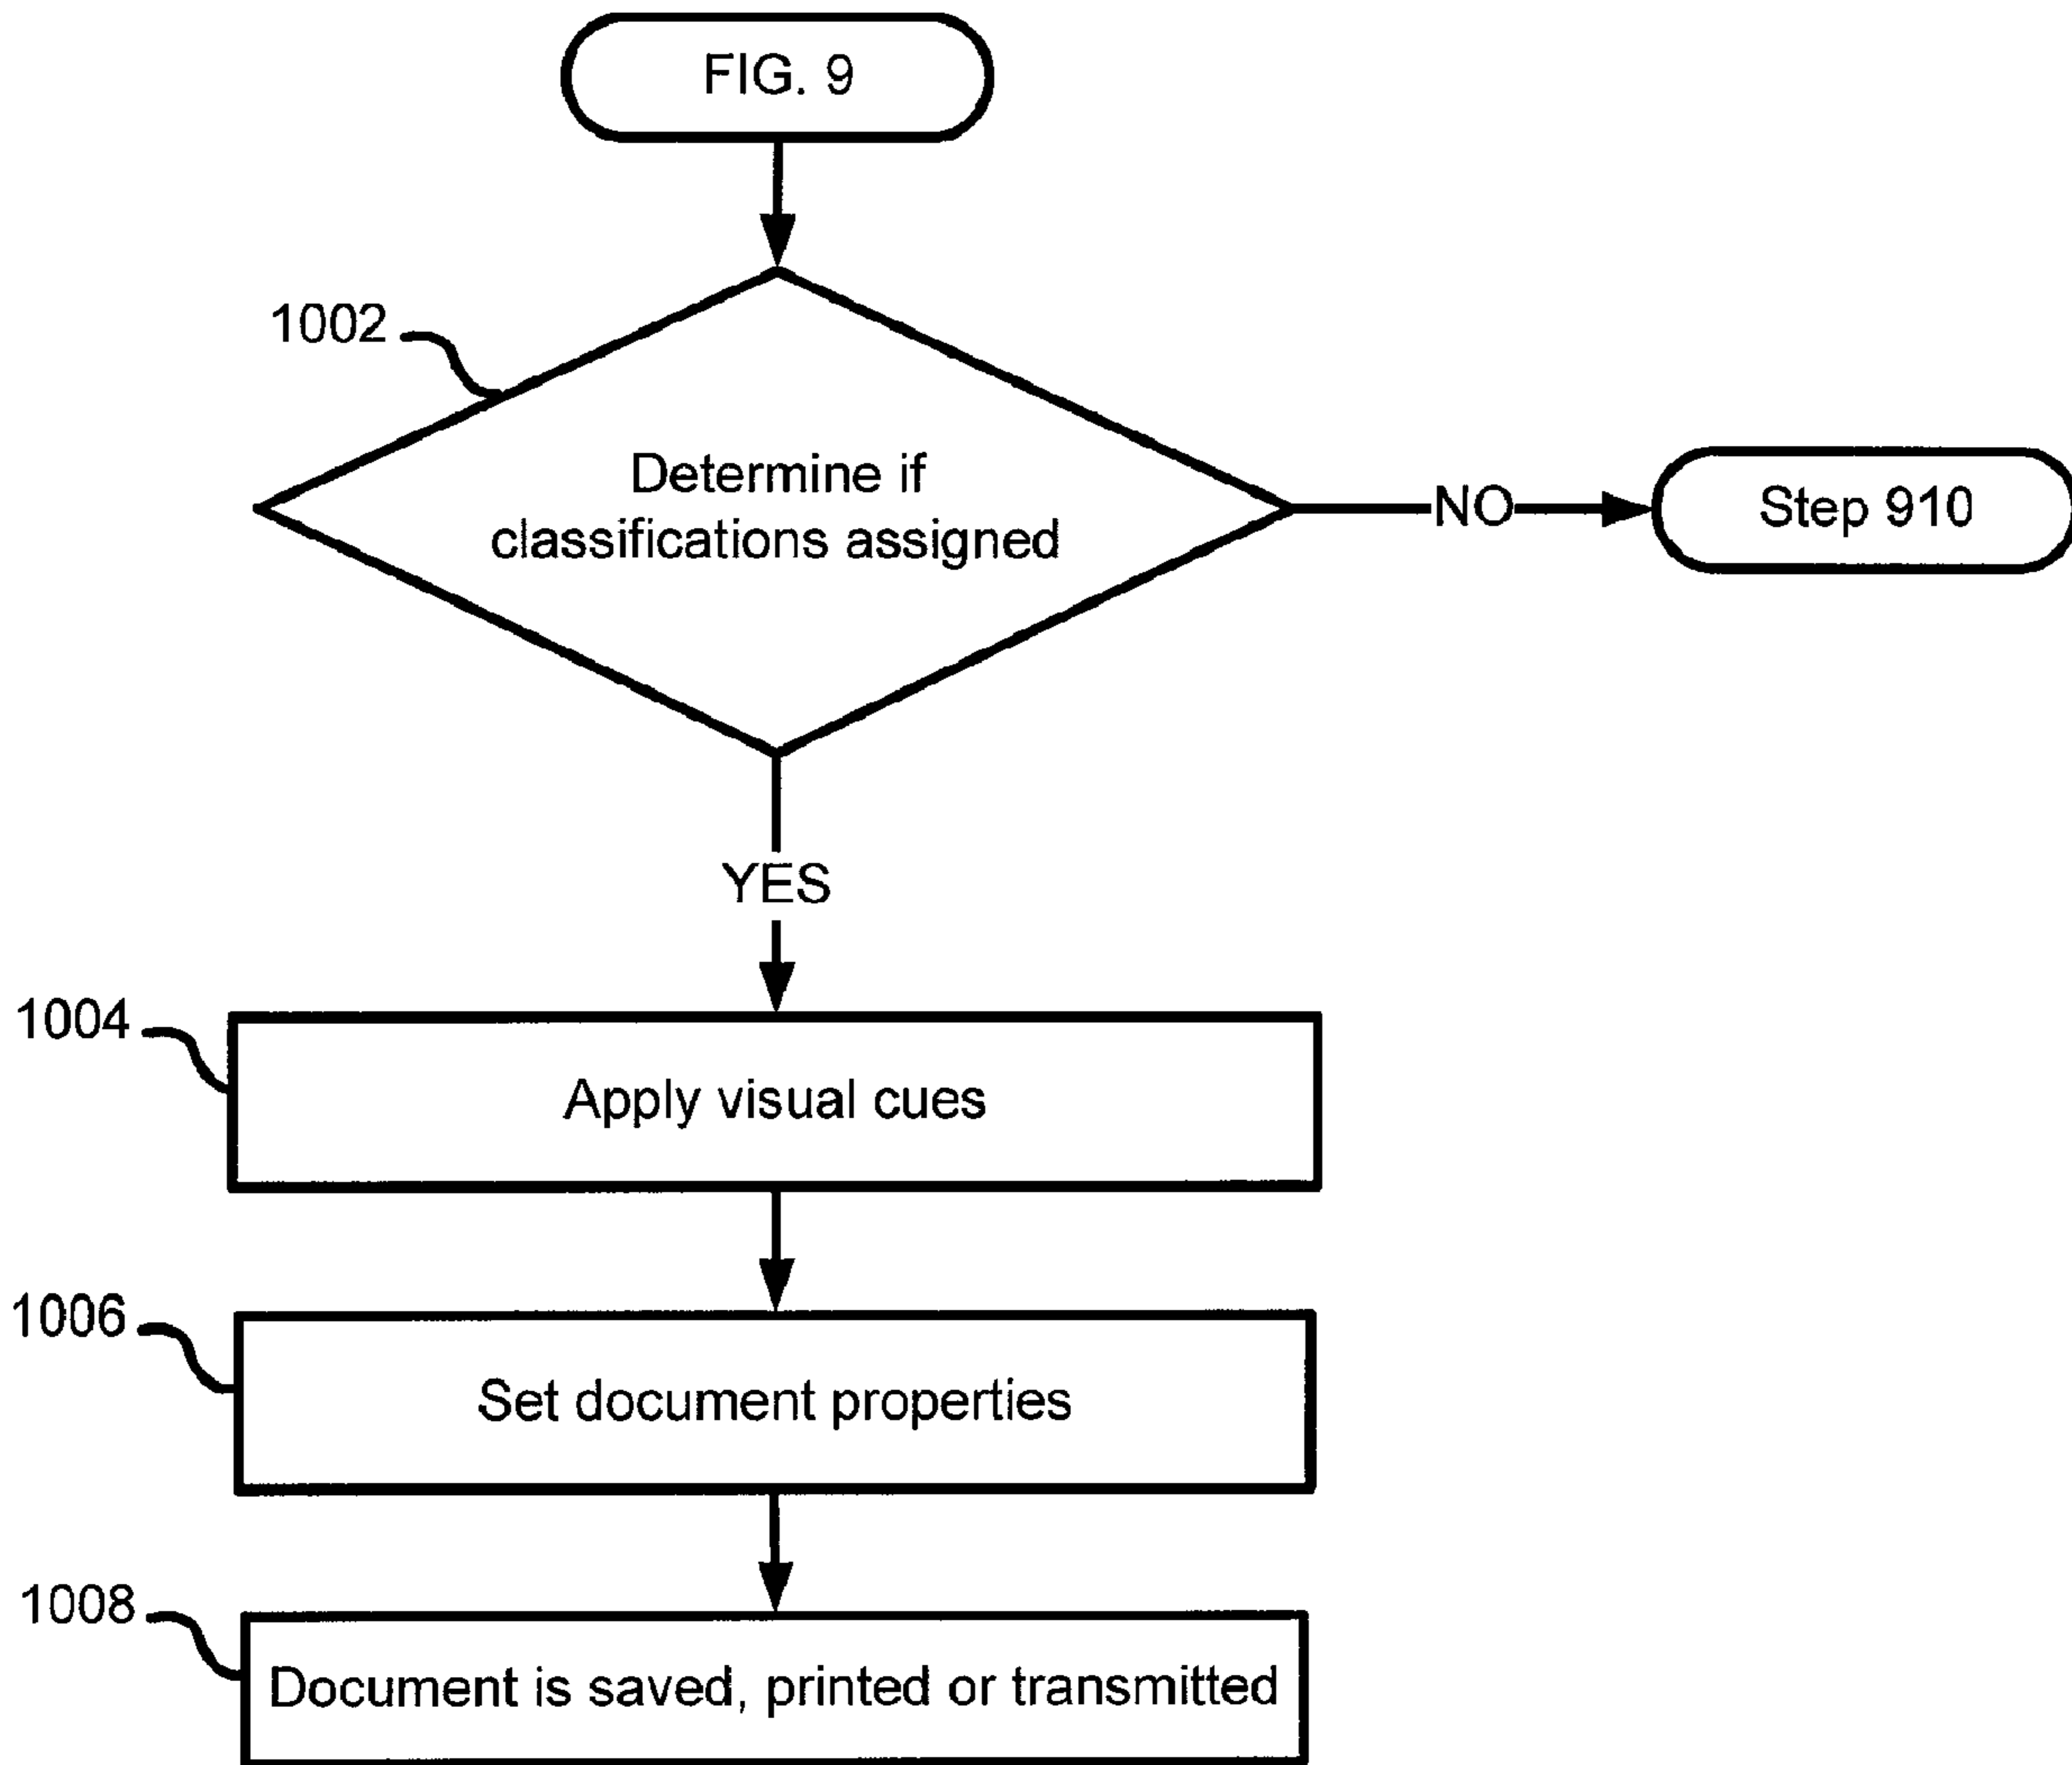 FIG. 9
1002
Determine if
classifications assigned
NO
Step 910
YES
1004
Apply visual cues
1006
Set document properties
1008
Document is saved, printed or transmitted